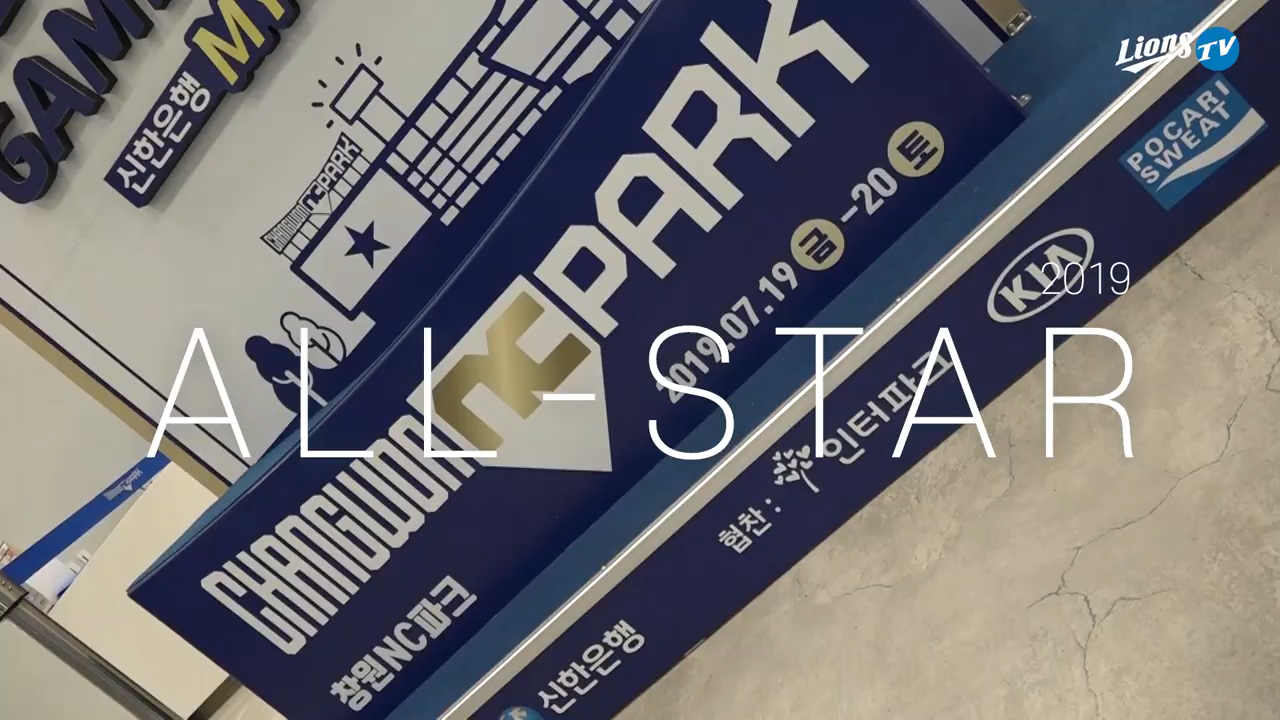 Lions TV
GAM
신한은행 MY
CHANGWON NC PARK
CHANGWON NC PARK
2019.07.19 금 -20 토
창원NC파크
POCARI
SWEAT
KIA
협찬: 인터파크
신한은행
2019
ALL-STAR